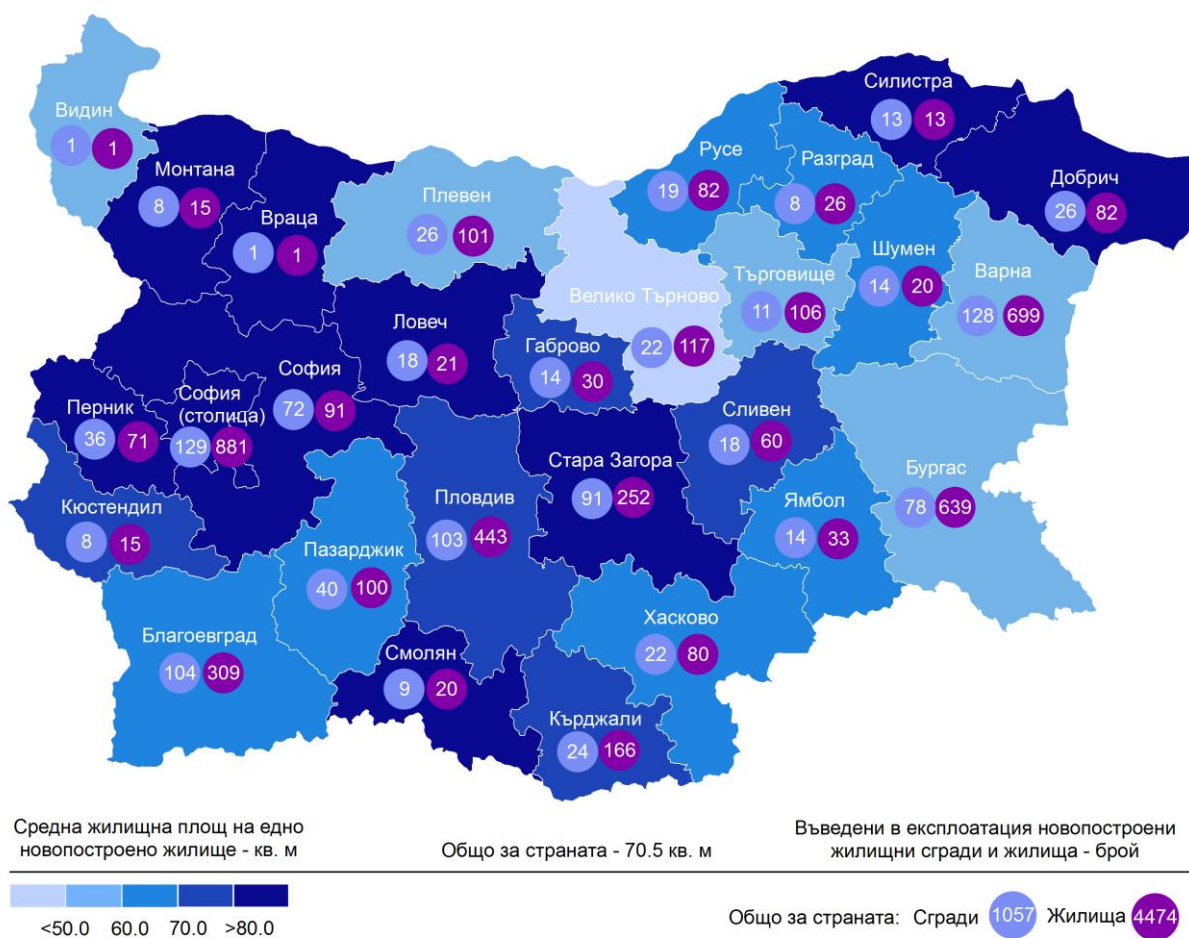 Видин
1 1
Монтана
8 15
Враца
1 1
Плевен
26 101
Велико Търново
22 117
Русе
19 82
Разград
8 26
Силистра
13 13
Добрич
26 82
Шумен
14 20
Търговище
11 106
Варна
128 699
Ловеч
18 21
Габрово
14 30
София
72 91
София
(столица)
129 881
Перник
36 71
Кюстендил
8 15
Сливен
18 60
Стара Загора
91 252
Пловдив
103 443
Ямбол
14 33
Бургас
78 639
Пазарджик
40 100
Благоевград
104 309
Смолян
9 20
Хасково
22 80
Кърджали
24 166
Средна жилищна площ на едно
новопостроено жилище - кв. м
Общо за страната - 70.5 кв. м
Въведени в експлоатация новопостроени
жилищни сгради и жилища - брой
<50.0 60.0 70.0 >80.0
Общо за страната: Сгради 1057 Жилища 4474